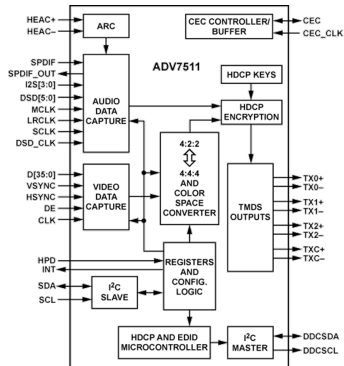 HEAC+
HEAC–
ARC
CEC CONTROLLER/
BUFFER
CEC
CEC_CLK
ADV7511
SPDIF
SPDIF_OUT
I2S[3:0]
DSD[5:0]
MCLK
LRCLK
SCLK
DSD_CLK
AUDIO
DATA
CAPTURE
HDCP KEYS
HDCP
ENCRYPTION
4:2:2
4:4:4
AND
COLOR
SPACE
CONVERTER
D[35:0]
VSYNC
HSYNC
DE
CLK
VIDEO
DATA
CAPTURE
TMDS
OUTPUTS
TX0+
TX0–
TX1+
TX1–
TX2+
TX2–
TXC+
TXC–
HPD
INT
REGISTERS
AND
CONFIG.
LOGIC
SDA
SCL
I2C
SLAVE
HDCP AND EDID
MICROCONTROLLER
I2C
MASTER
DDCSDA
DDCSCL